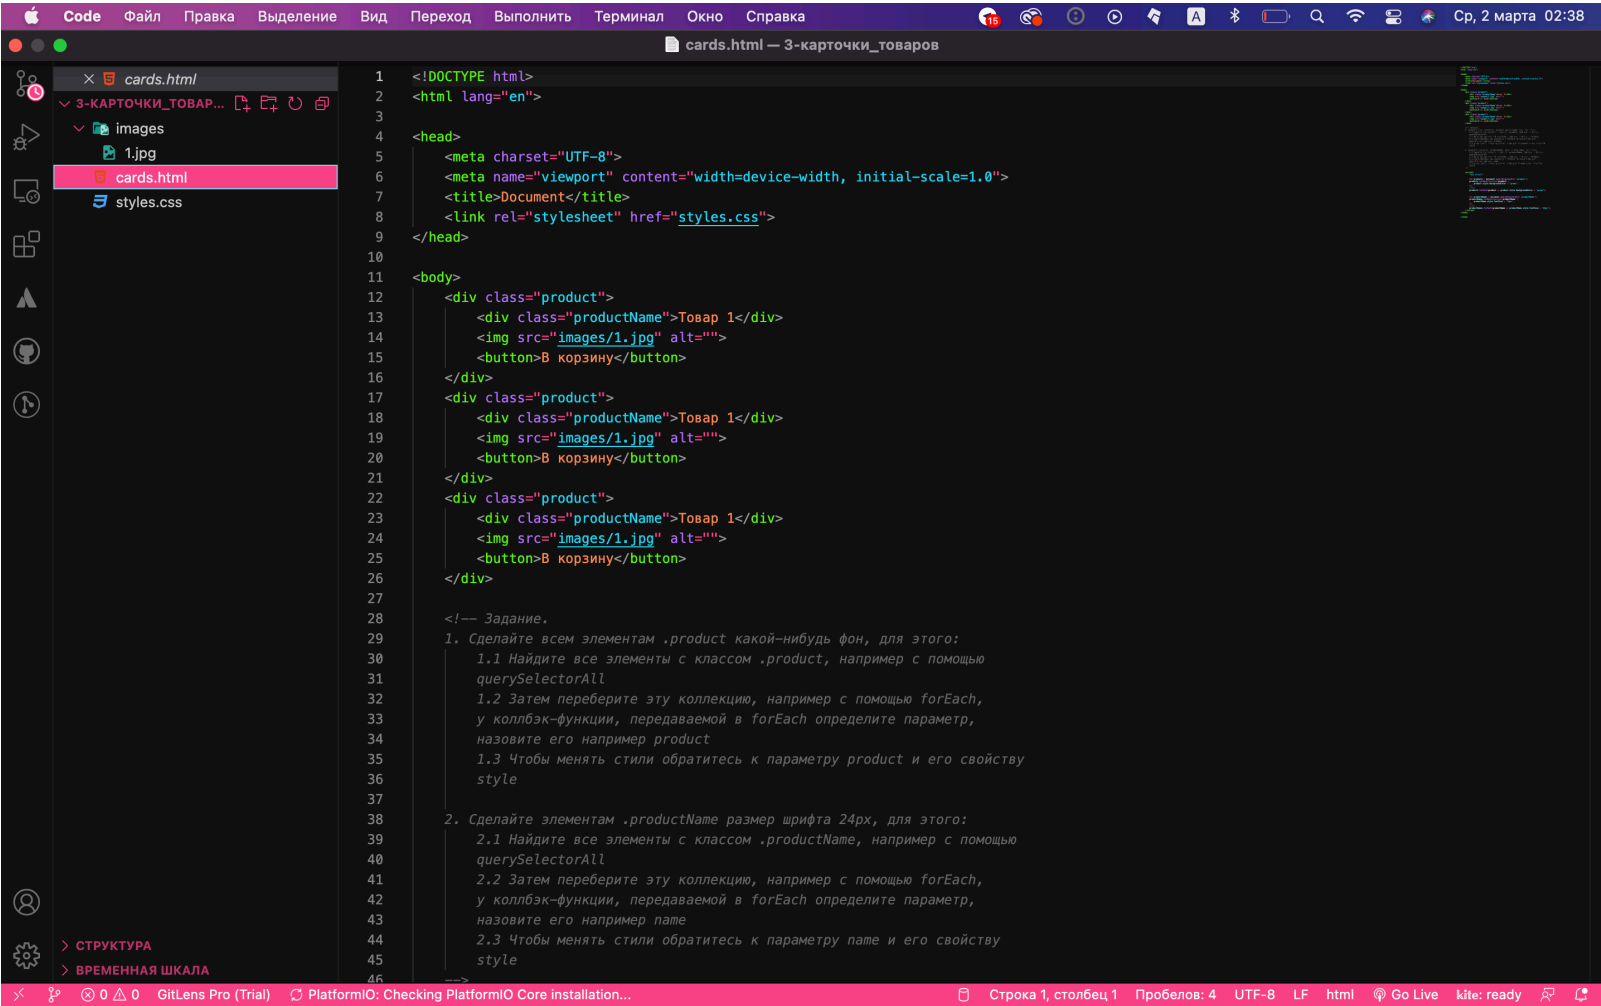 Code Файл Правка Выделение Вид Переход Выполнить Терминал Окно Справка 15 A Ср, 2 марта 02:38
cards.html — 3-карточки_товаров
cards.html
3-КАРТОЧКИ_ТОВАР...
images
1.jpg
cards.html
styles.css
1 <!DOCTYPE html>
2 <html lang="en">
3
4 <head>
5 <meta charset="UTF-8">
6 <meta name="viewport" content="width=device-width, initial-scale=1.0">
7 <title>Document</title>
8 <link rel="stylesheet" href="styles.css">
9 </head>
10
11 <body>
12 <div class="product">
13 <div class="productName">Товар 1</div>
14 <img src="images/1.jpg" alt="">
15 <button>В корзину</button>
16 </div>
17 <div class="product">
18 <div class="productName">Товар 1</div>
19 <img src="images/1.jpg" alt="">
20 <button>В корзину</button>
21 </div>
22 <div class="product">
23 <div class="productName">Товар 1</div>
24 <img src="images/1.jpg" alt="">
25 <button>В корзину</button>
26 </div>
27
28 <!-- Задание.
29 1. Сделайте всем элементам .product какой-нибудь фон, для этого:
30 1.1 Найдите все элементы с классом .product, например с помощью
31 querySelectorAll
32 1.2 Затем переберите эту коллекцию, например с помощью forEach,
33 у коллбэк-функции, передаваемой в forEach определите параметр,
34 назовите его например product
35 1.3 Чтобы менять стили обратитесь к параметру product и его свойству
36 style
37
38 2. Сделайте элементам .productName размер шрифта 24px, для этого:
39 2.1 Найдите все элементы с классом .productName, например с помощью
40 querySelectorAll
41 2.2 Затем переберите эту коллекцию, например с помощью forEach,
42 у коллбэк-функции, передаваемой в forEach определите параметр,
43 назовите его например name
44 2.3 Чтобы менять стили обратитесь к параметру name и его свойству
45 style
46 -->
СТРУКТУРА
ВРЕМЕННАЯ ШКАЛА
0 0 GitLens Pro (Trial) PlatformIO: Checking PlatformIO Core installation... Строка 1, столбец 1 Пробелов: 4 UTF-8 LF html Go Live kite: ready